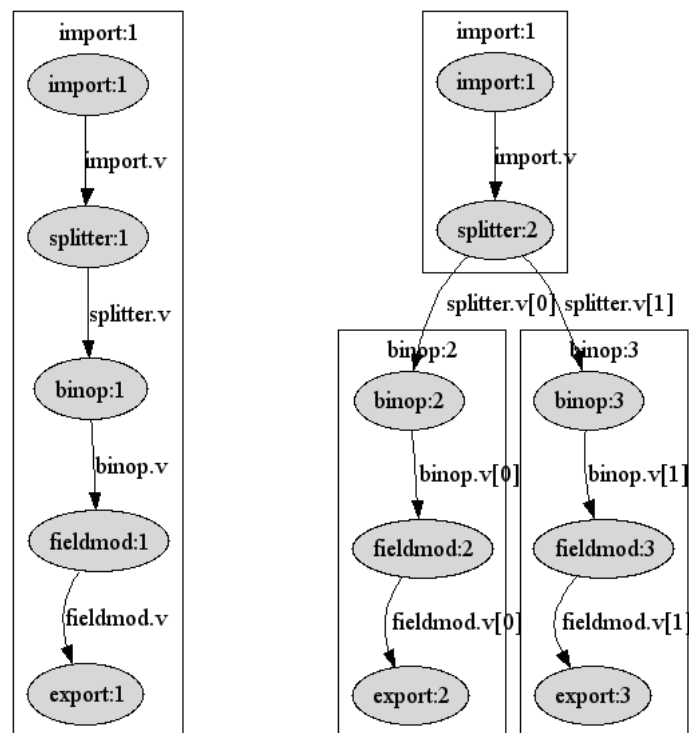 import:1
import:1
import.v
splitter:1
splitter.v
binop:1
binop.v
fieldmod:1
fieldmod.v
export:1
import:1
import:1
import.v
splitter:2
splitter.v[0]
splitter.v[1]
binop:2
binop:2
binop.v[0]
fieldmod:2
fieldmod.v[0]
export:2
binop:3
binop:3
binop.v[1]
fieldmod:3
fieldmod.v[1]
export:3